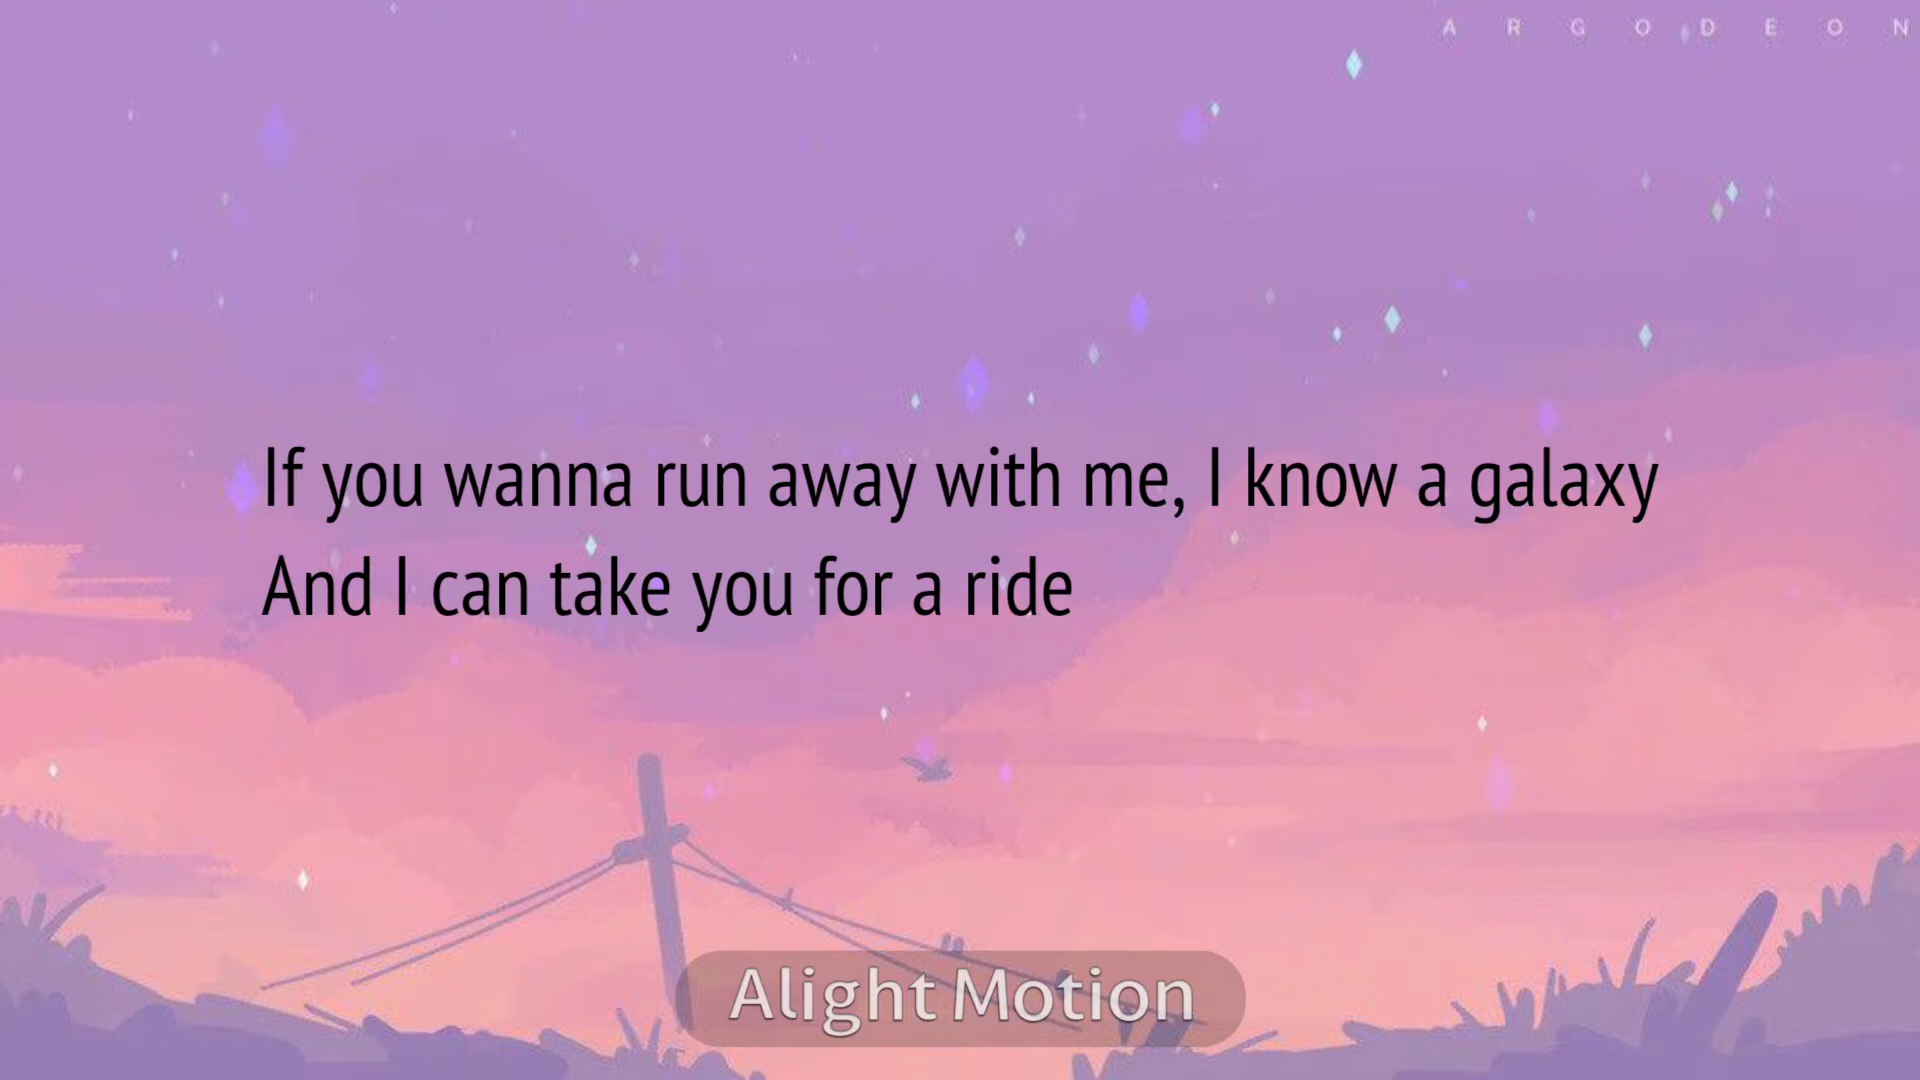 A R G O D E O N
If you wanna run away with me, I know a galaxy
And I can take you for a ride
Alight Motion